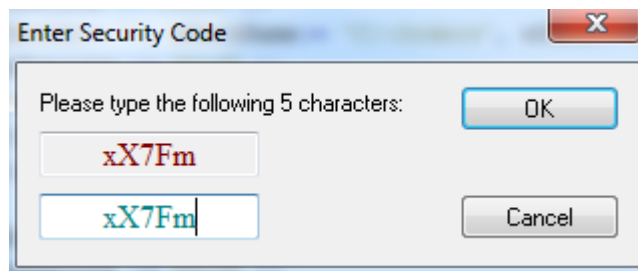 Enter Security Code
Please type the following 5 characters:
OK
xX7Fm
xX7Fm
Cancel